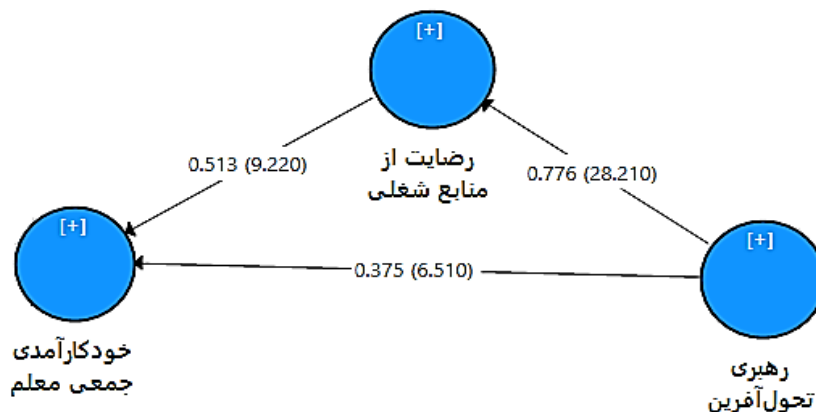 [+]
رضایت از
منابع شغلی
0.513 (9.220)
0.776 (28.210)
[+]
[+]
0.375 (6.510)
خودکارآمدی
جمعی معلم
رهبری
تحول‌آفرین